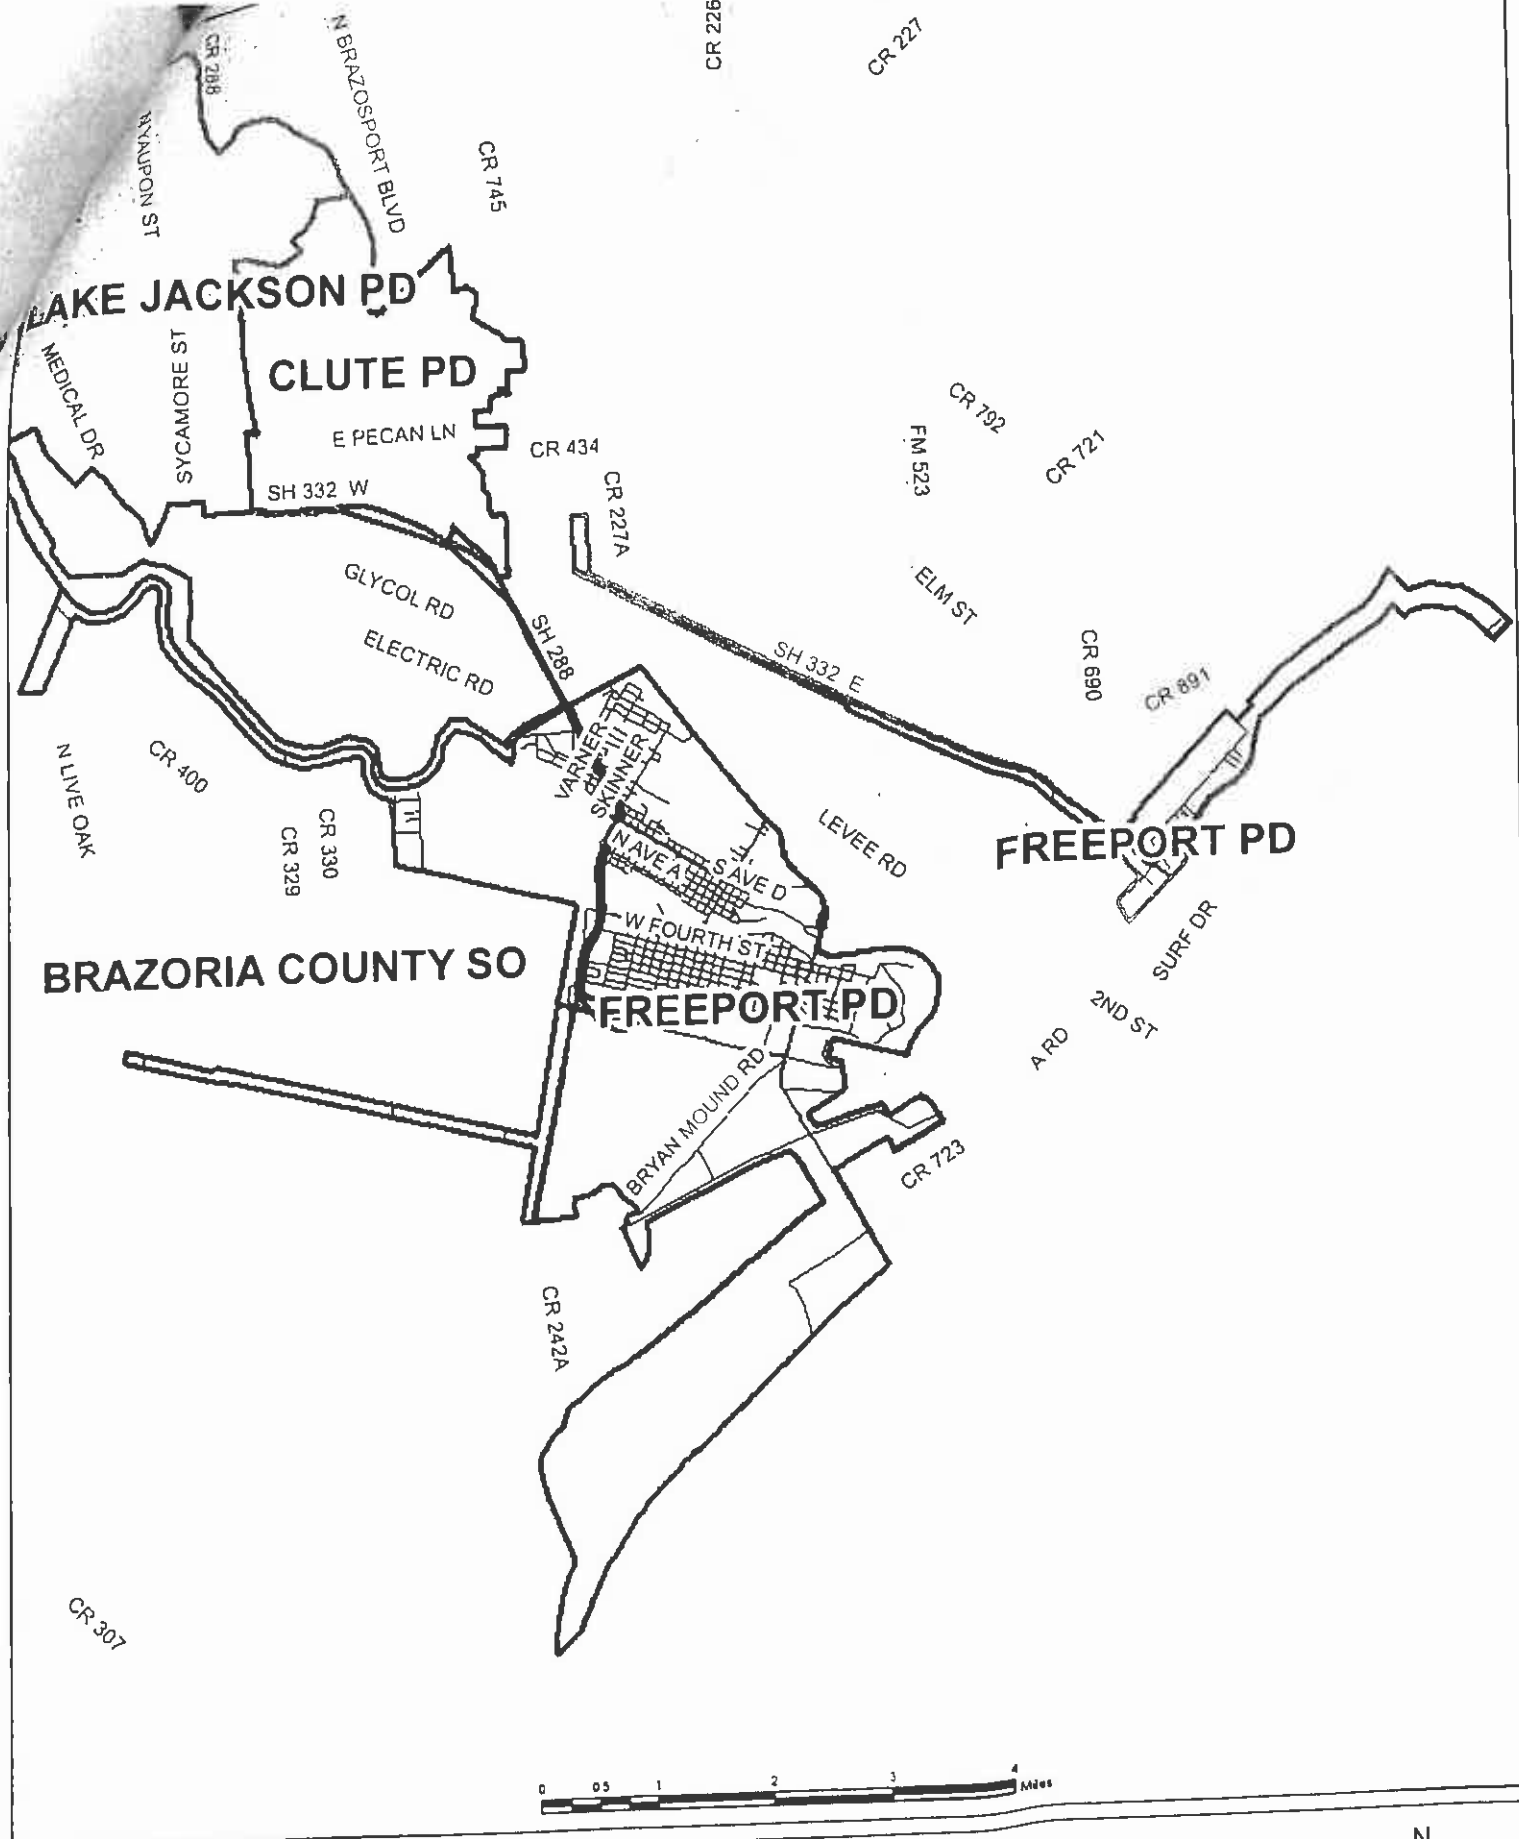 CR 226
CR 227
CR 288
N BRAZOSPORT BLVD
CR 745
LAKE JACKSON PD
CLUTE PD
MEDICAL DR
SYCAMORE ST
E PECAN LN
CR 434
CR 792
FM 523
CR 721
SH 332 W
CR 227A
GLYCOL RD
ELM ST
ELECTRIC RD
SH 288
SH 332 E
CR 690
CR 891
N LIVE OAK
CR 400
VARNER
SKINNER
CR 330
CR 329
LEVEE RD
FREEPORT PD
N AVE A
S AVE D
W FOURTH ST
SURF DR
BRAZORIA COUNTY SO
FREEPORT PD
2ND ST
A RD
BRYAN MOUND RD
CR 723
CR 242A
CR 307
0 0.5 1 2 3 4
Miles
N